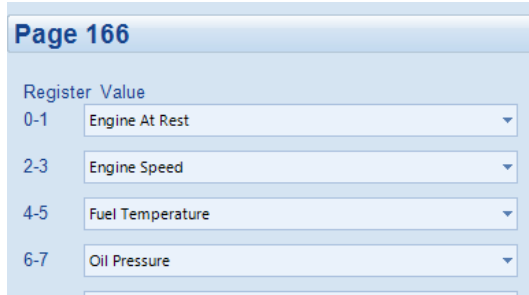 Page 166
Register Value
0-1 Engine At Rest
2-3 Engine Speed
4-5 Fuel Temperature
6-7 Oil Pressure